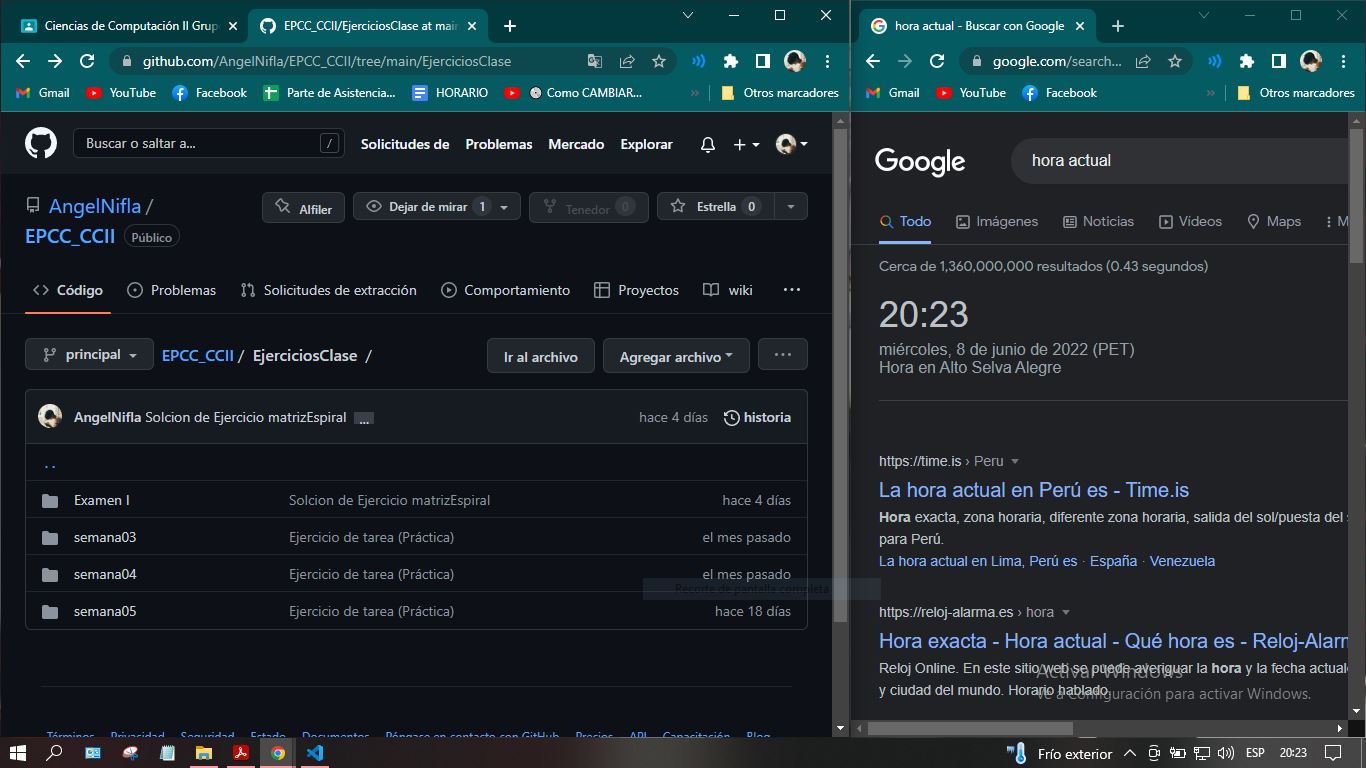 Ciencias de Computación II Grup
EPCC_CCII/EjerciciosClase at main
github.com/AngelNifla/EPCC_CCII/tree/main/EjerciciosClase
Gmail YouTube Facebook Parte de Asistencia... HORARIO Como CAMBIAR... » Otros marcadores
Buscar o saltar a... /
Solicitudes de Problemas Mercado Explorar
AngelNifla /
EPCC_CCII Público
Alfiler Dejar de mirar 1 Tenedor 0 Estrella 0
Código Problemas Solicitudes de extracción Comportamiento Proyectos wiki ...
principal EPCC_CCII / EjerciciosClase / Ir al archivo Agregar archivo ...
AngelNifla Solcion de Ejercicio matrizEspiral ... hace 4 días historia
..
Examen I Solcion de Ejercicio matrizEspiral hace 4 días
semana03 Ejercicio de tarea (Práctica) el mes pasado
semana04 Ejercicio de tarea (Práctica) el mes pasado
Recorte de pantalla completa
semana05 Ejercicio de tarea (Práctica) hace 18 días
Términos Privacidad Seguridad Estado Documentos Póngase en contacto con GitHub Precios API Capacitación Blog
hora actual - Buscar con Google
google.com/search...
Gmail YouTube Facebook » Otros marcadores
Google hora actual
Todo Imágenes Noticias Videos Maps M
Cerca de 1,360,000,000 resultados (0.43 segundos)
20:23
miércoles, 8 de junio de 2022 (PET)
Hora en Alto Selva Alegre
https://time.is › Peru
La hora actual en Perú es - Time.is
Hora exacta, zona horaria, diferente zona horaria, salida del sol/puesta del s
para Perú.
La hora actual en Lima, Perú es · España · Venezuela
https://reloj-alarma.es › hora
Hora exacta - Hora actual - Qué hora es - Reloj-Alarm
Reloj Online. En este sitio web se puede averiguar la hora y la fecha actual
y ciudad del mundo. Horario hablado.
Activar Windows
Ve a Configuración para activar Windows.
Frío exterior ESP 20:23